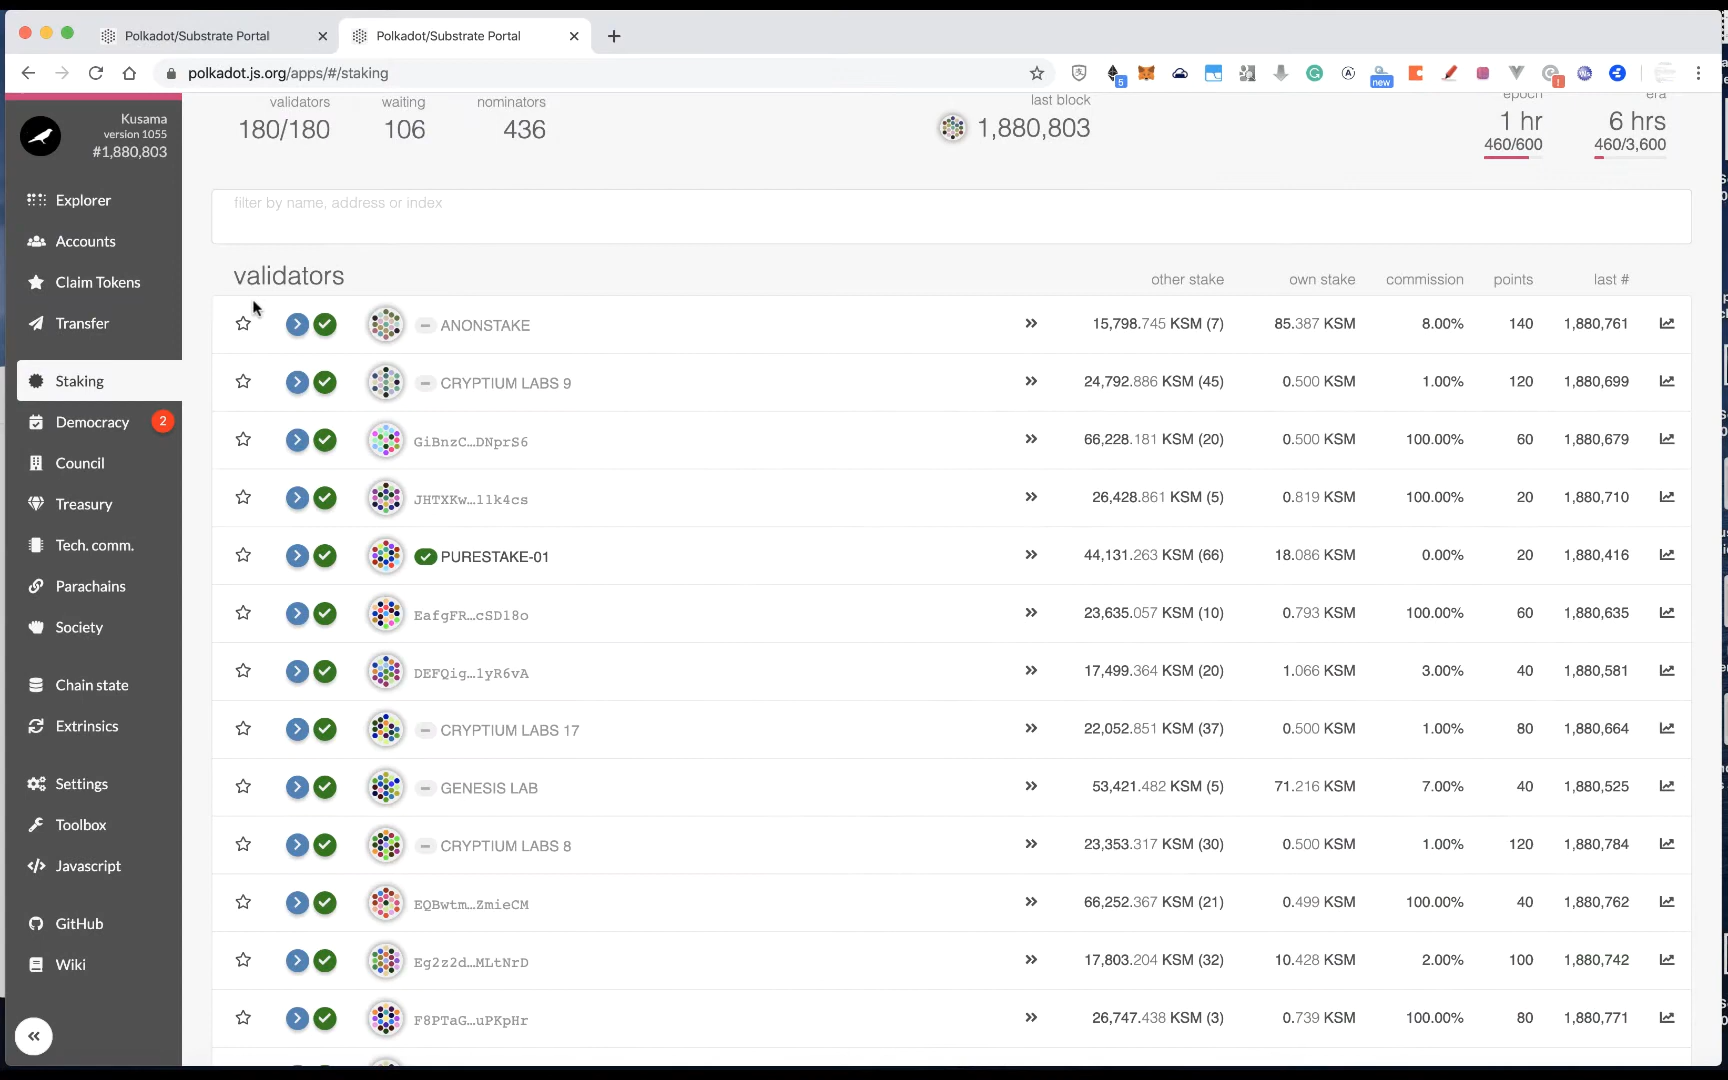 Polkadot/Substrate Portal
Polkadot/Substrate Portal
polkadot.js.org/apps/#/staking
5
new
Kusama
version 1055
#1,880,803
validators
180/180
waiting
106
nominators
436
last block
1,880,803
epoch
1 hr
460/600
era
6 hrs
460/3,600
Explorer
Accounts
Claim Tokens
Transfer
Staking
Democracy 2
Council
Treasury
Tech. comm.
Parachains
Society
Chain state
Extrinsics
Settings
Toolbox
Javascript
GitHub
Wiki
filter by name, address or index
validators other stake own stake commission points last #
ANONSTAKE 15,798.745 KSM (7) 85.387 KSM 8.00% 140 1,880,761
CRYPTIUM LABS 9 24,792.886 KSM (45) 0.500 KSM 1.00% 120 1,880,699
GiBnzC…DNprS6 66,228.181 KSM (20) 0.500 KSM 100.00% 60 1,880,679
JHTXKw…11k4cs 26,428.861 KSM (5) 0.819 KSM 100.00% 20 1,880,710
PURESTAKE-01 44,131.263 KSM (66) 18.086 KSM 0.00% 20 1,880,416
EafgFR…cSD18o 23,635.057 KSM (10) 0.793 KSM 100.00% 60 1,880,635
DEFQig…1yR6vA 17,499.364 KSM (20) 1.066 KSM 3.00% 40 1,880,581
CRYPTIUM LABS 17 22,052.851 KSM (37) 0.500 KSM 1.00% 80 1,880,664
GENESIS LAB 53,421.482 KSM (5) 71.216 KSM 7.00% 40 1,880,525
CRYPTIUM LABS 8 23,353.317 KSM (30) 0.500 KSM 1.00% 120 1,880,784
EQBwtm…ZmieCM 66,252.367 KSM (21) 0.499 KSM 100.00% 40 1,880,762
Eg2z2d…MLtNrD 17,803.204 KSM (32) 10.428 KSM 2.00% 100 1,880,742
F8PTaG…uPKpHr 26,747.438 KSM (3) 0.739 KSM 100.00% 80 1,880,771